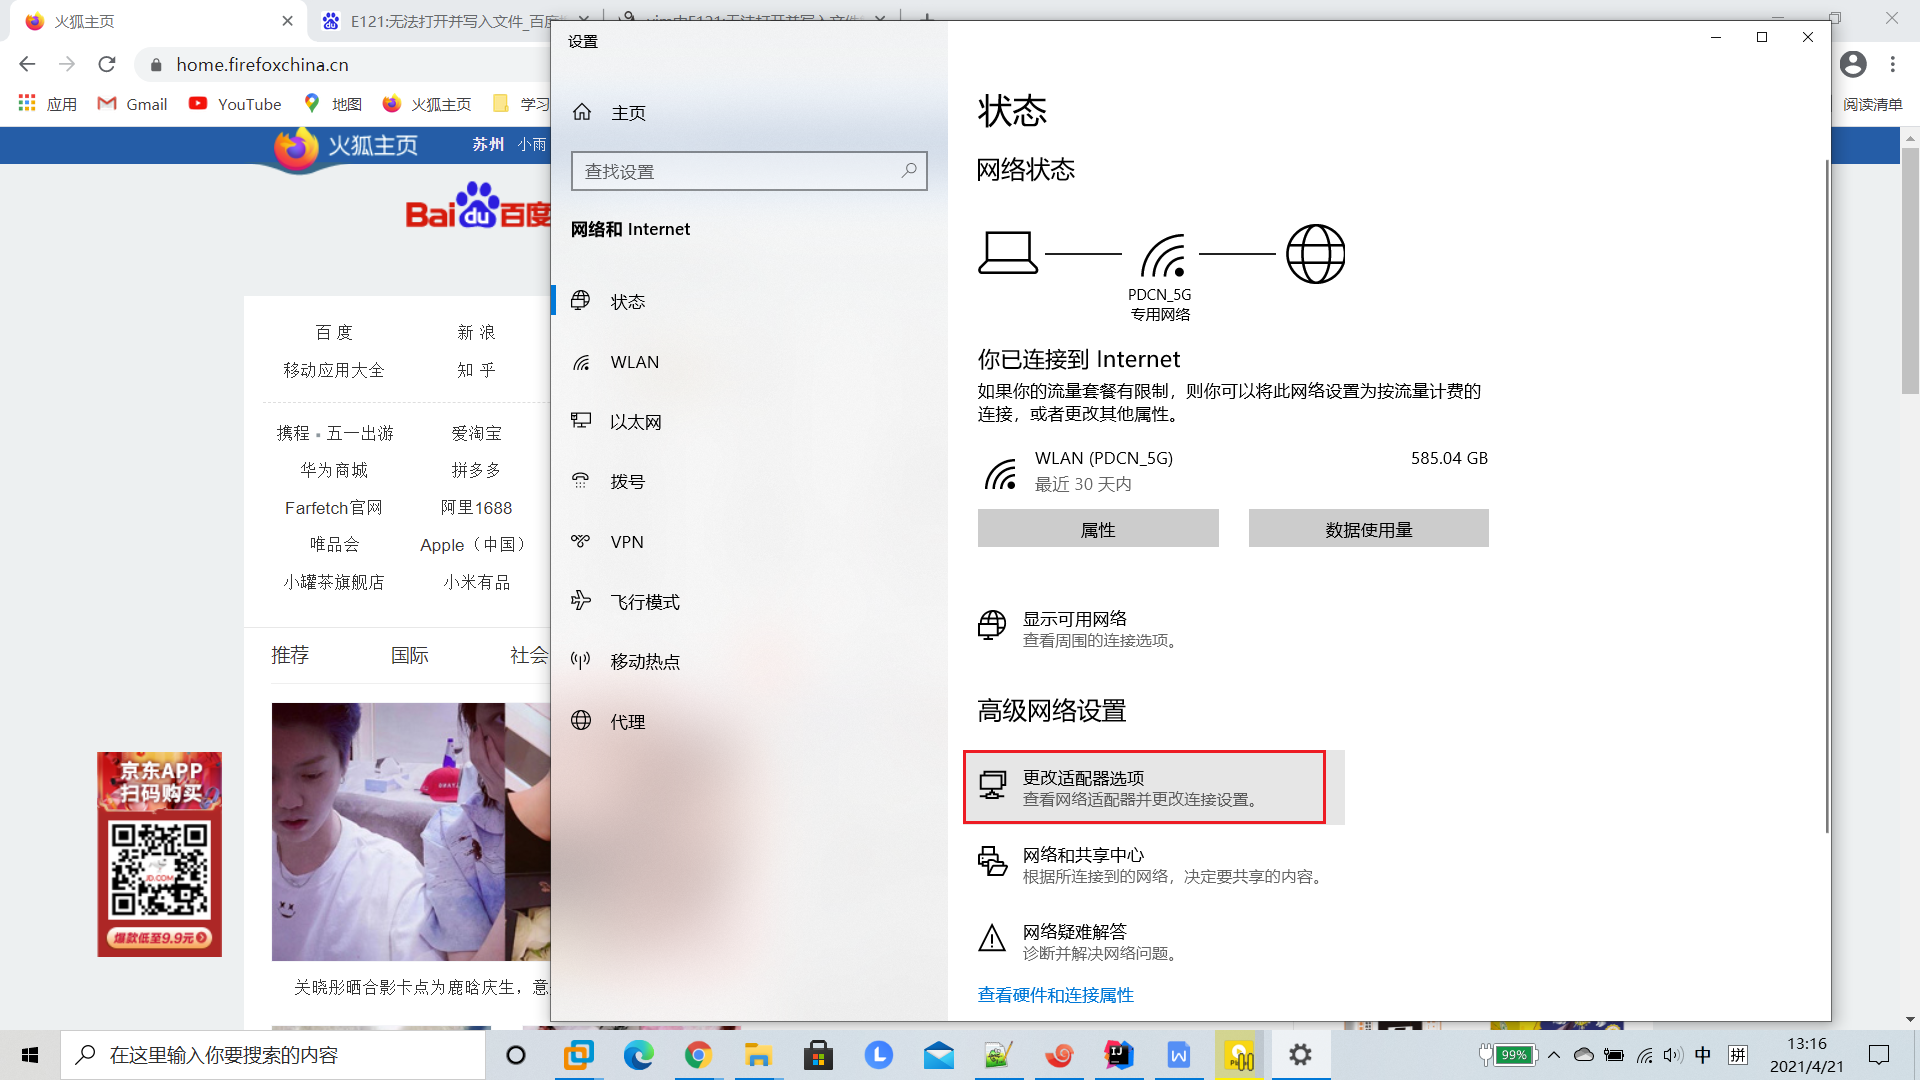 火狐主页
E121:无法打开并写入文件_百度
home.firefoxchina.cn
应用
Gmail
YouTube
地图
火狐主页
学习
阅读清单
火狐主页
苏州 小雨
Baidu百度
百 度
新 浪
移动应用大全
知 乎
携程 • 五一出游
爱淘宝
华为商城
拼多多
Farfetch官网
阿里1688
唯品会
Apple（中国）
小罐茶旗舰店
小米有品
推荐
国际
社会
京东APP
扫码购买
JD.COM
爆款低至9.9元
关晓彤晒合影卡点为鹿晗庆生，意
设置
主页
查找设置
网络和 Internet
状态
WLAN
以太网
拨号
VPN
飞行模式
移动热点
代理
状态
网络状态
PDCN_5G
专用网络
你已连接到 Internet
如果你的流量套餐有限制，则你可以将此网络设置为按流量计费的
连接，或者更改其他属性。
WLAN (PDCN_5G)
585.04 GB
最近 30 天内
属性
数据使用量
显示可用网络
查看周围的连接选项。
高级网络设置
更改适配器选项
查看网络适配器并更改连接设置。
网络和共享中心
根据所连接到的网络，决定要共享的内容。
网络疑难解答
诊断并解决网络问题。
查看硬件和连接属性
在这里输入你要搜索的内容
99%
中
拼
13:16
2021/4/21